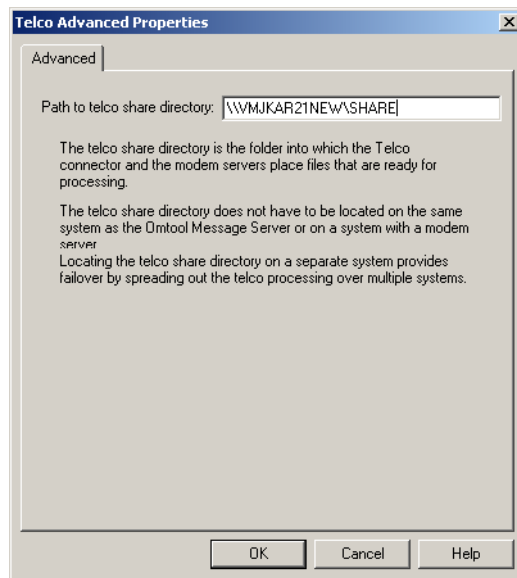 Telco Advanced Properties
Advanced
Path to telco share directory: \\VMJKAR21NEW\SHARE
The telco share directory is the folder into which the Telco
connector and the modem servers place files that are ready for
processing.
The telco share directory does not have to be located on the same
system as the Omtool Message Server or on a system with a modem
server
Locating the telco share directory on a separate system provides
failover by spreading out the telco processing over multiple systems.
OK Cancel Help